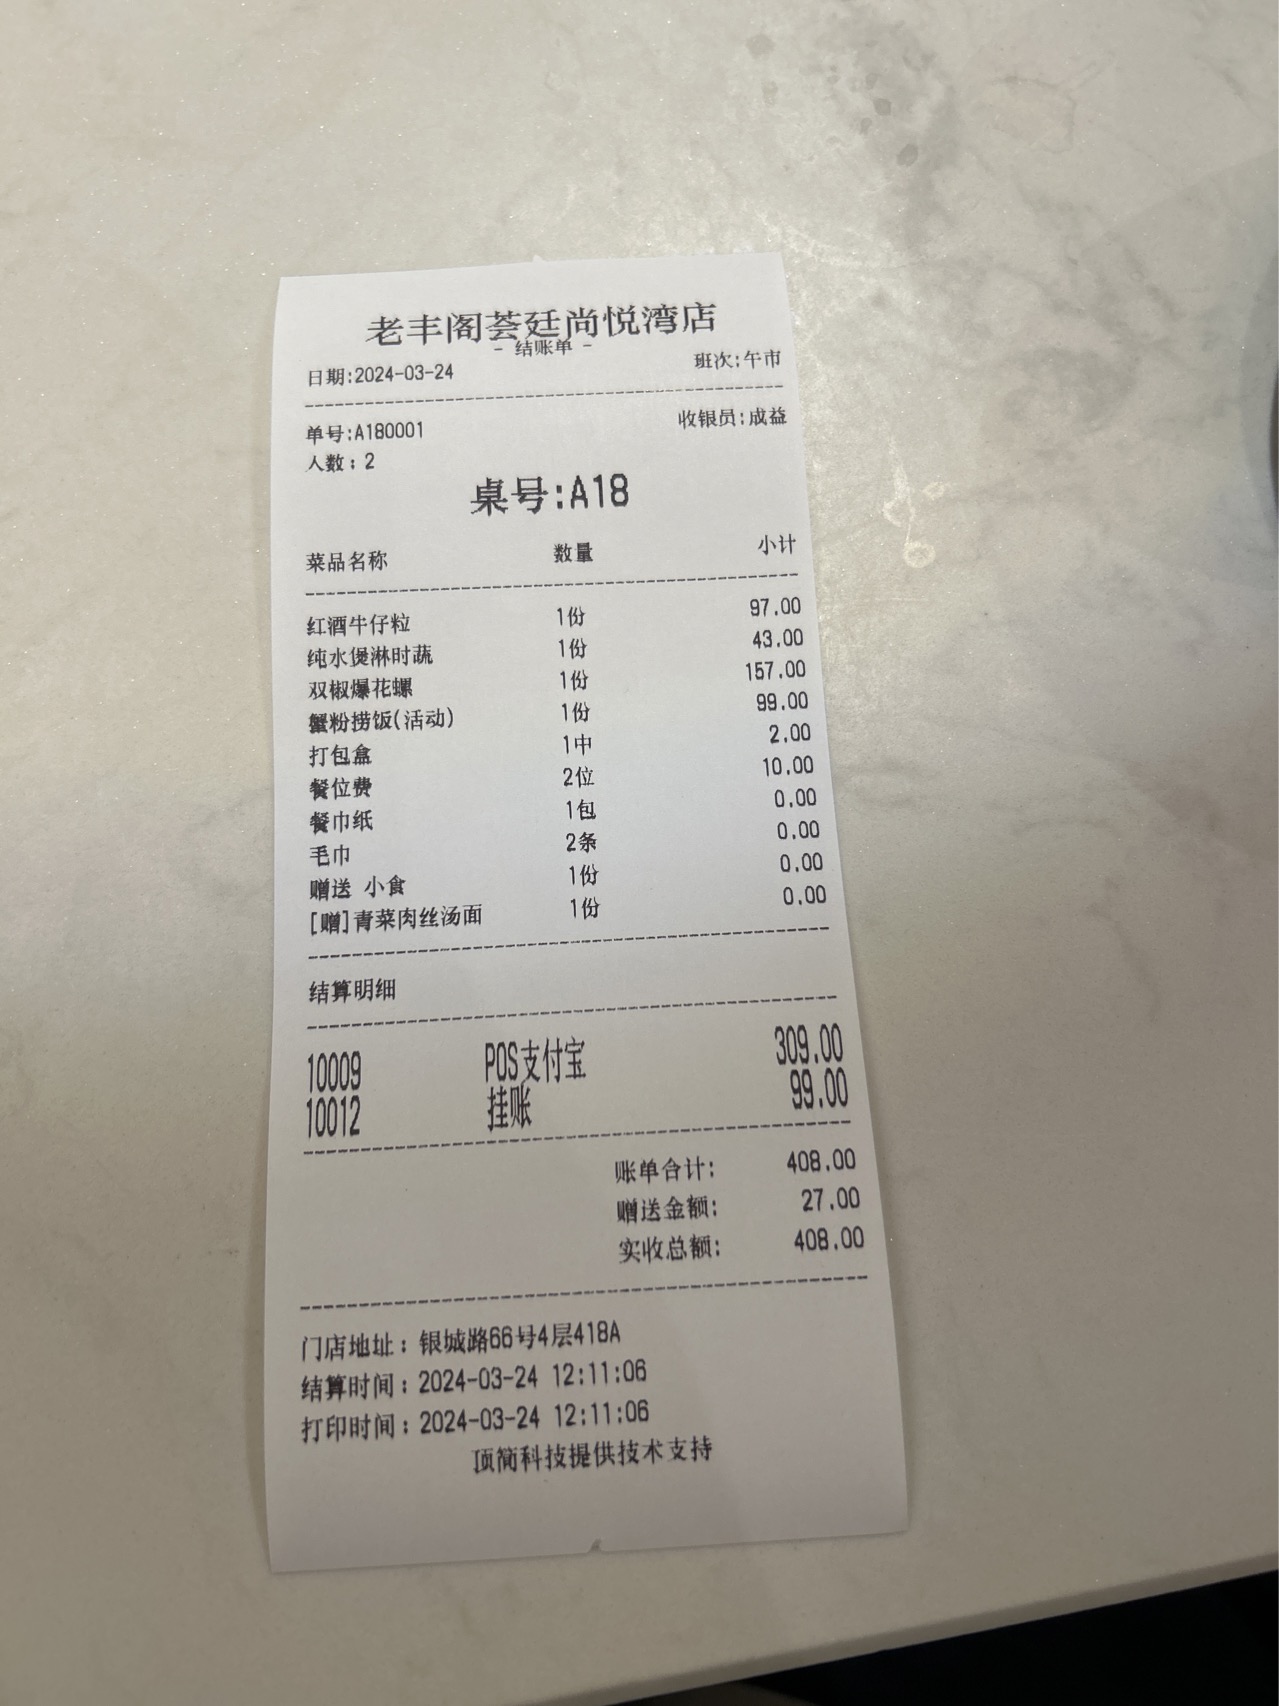 老丰阁荟廷尚悦湾店
- 结账单 -
日期:2024-03-24 班次:午市
单号:A180001 收银员:成益
人数: 2
桌号:A18
菜品名称 数量 小计
红酒牛仔粒 1份 97.00
纯水煲淋时蔬 1份 43.00
双椒爆花螺 1份 157.00
蟹粉捞饭(活动) 1份 99.00
打包盒 1中 2.00
餐位费 2位 10.00
餐巾纸 1包 0.00
毛巾 2条 0.00
赠送 小食 1份 0.00
[赠]青菜肉丝汤面 1份 0.00
结算明细
10009 POS支付宝 309.00
10012 挂账 99.00
账单合计: 408.00
赠送金额: 27.00
实收总额: 408.00
门店地址: 银城路66号4层418A
结算时间: 2024-03-24 12:11:06
打印时间: 2024-03-24 12:11:06
顶简科技提供技术支持